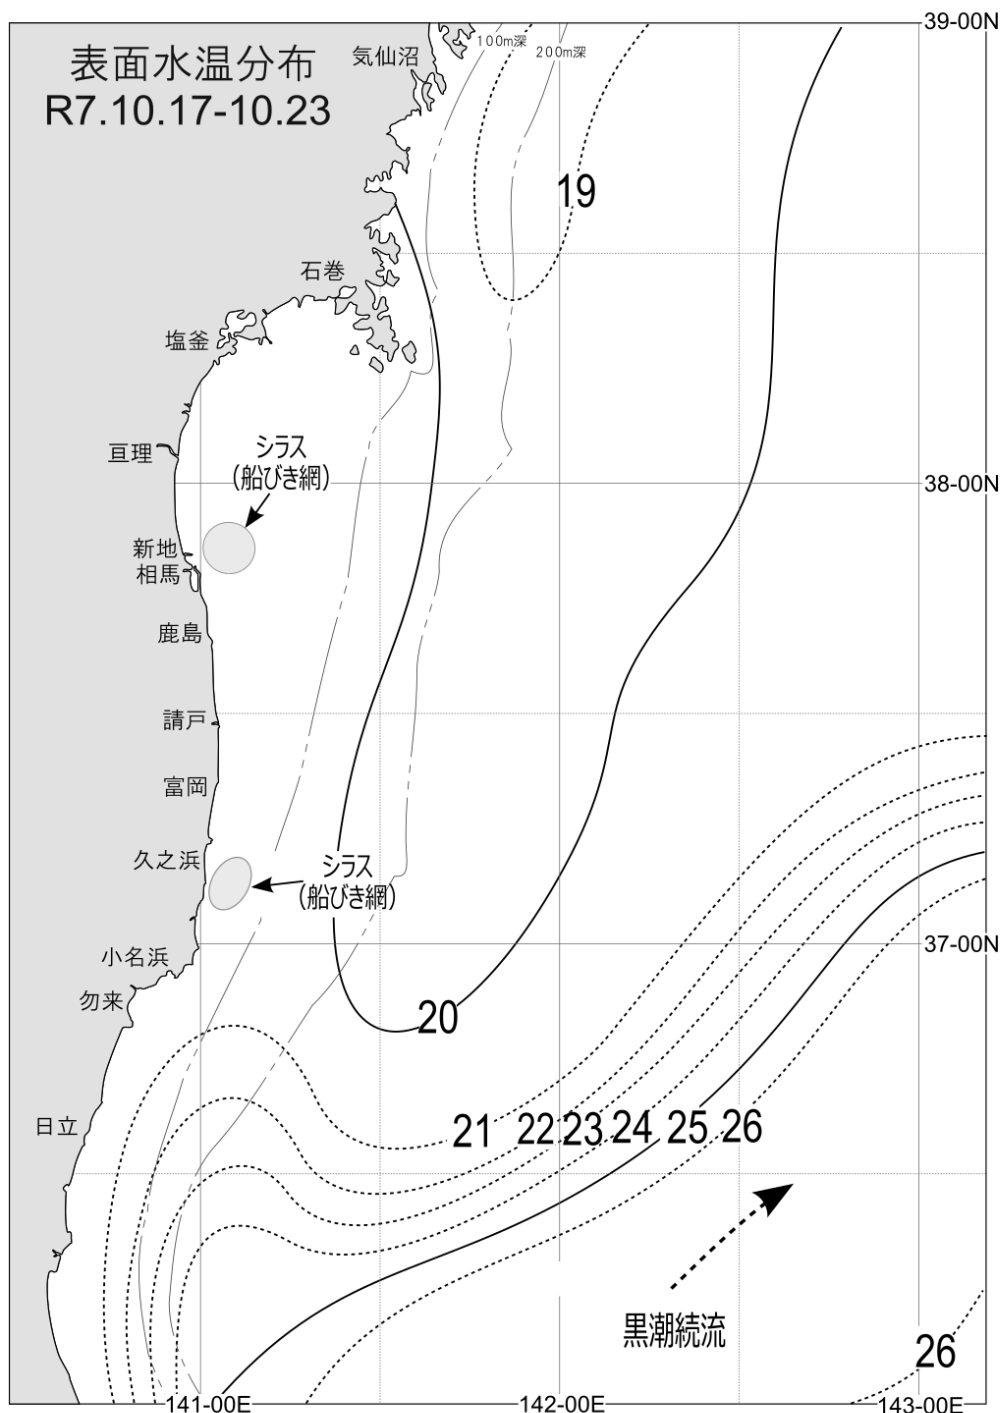 表面水温分布
R7.10.17-10.23
39-00N
気仙沼
100m深
200m深
19
石巻
塩釜
亘理
シラス
（船びき網）
38-00N
新地
相馬
鹿島
請戸
富岡
久之浜
シラス
（船びき網）
37-00N
小名浜
勿来
20
日立
21
22
23
24
25
26
黒潮続流
26
141-00E
142-00E
143-00E